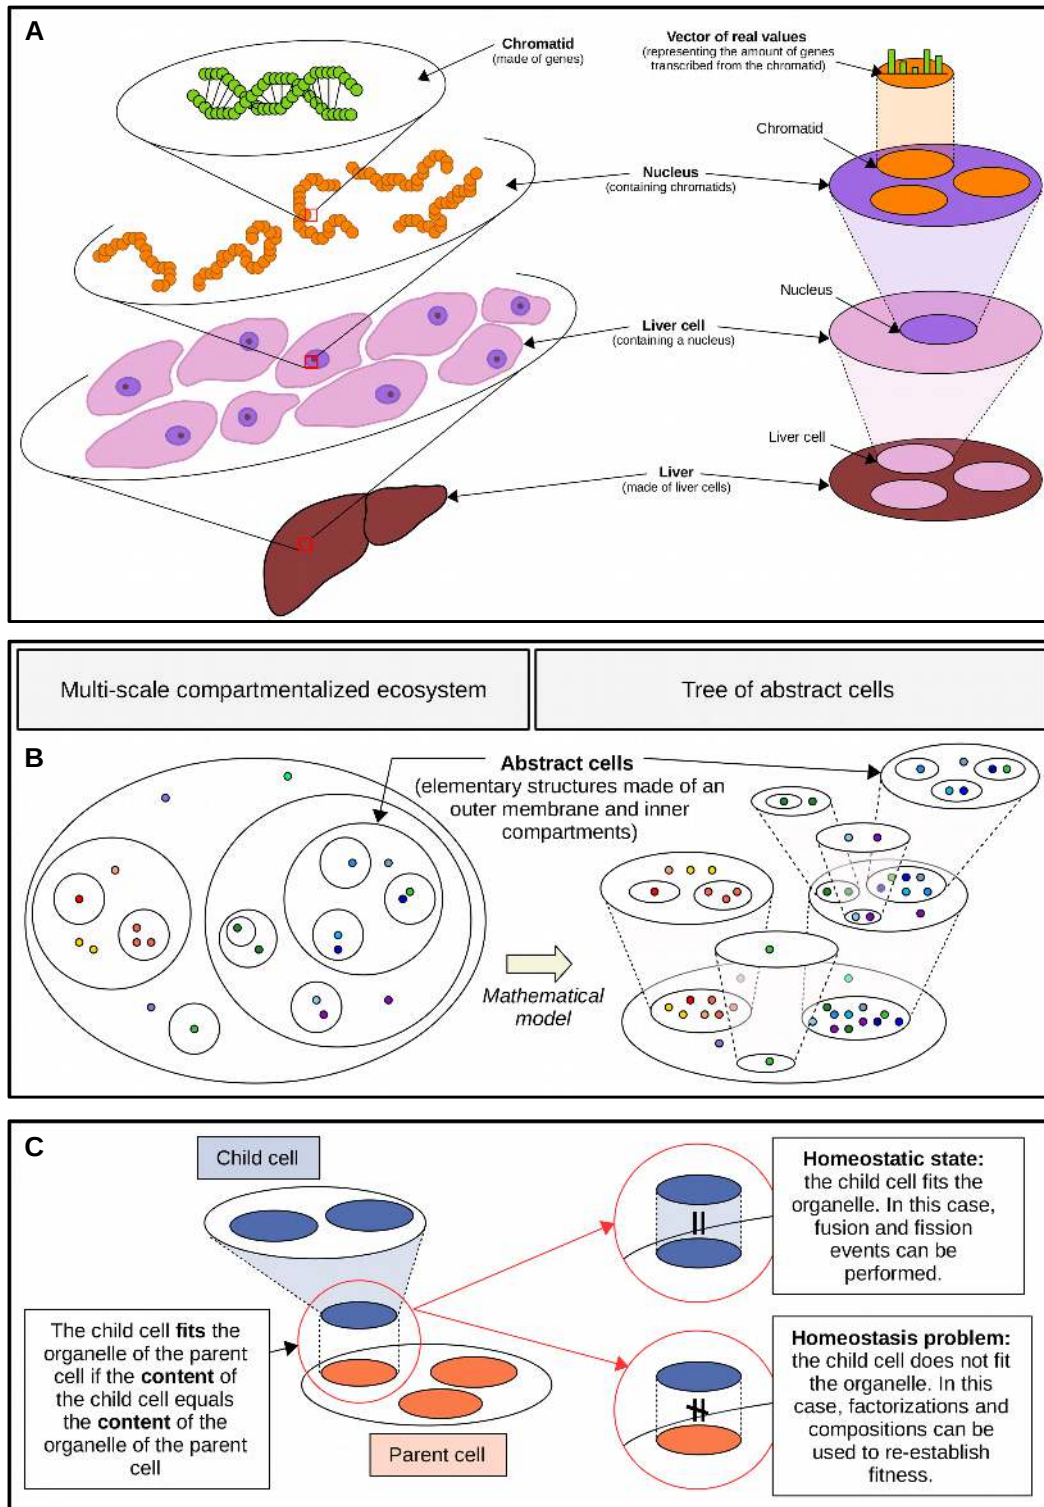 A
Chromatid
(made of genes)
Vector of real values
(representing the amount of genes
transcribed from the chromatid)
Chromatid
Nucleus
(containing chromatids)
Nucleus
Liver cell
(containing a nucleus)
Liver cell
Liver
(made of liver cells)
Multi-scale compartmentalized ecosystem
Tree of abstract cells
B
Abstract cells
(elementary structures made of an
outer membrane and inner
compartments)
Mathematical
model
C
Child cell
The child cell fits the
organelle of the parent
cell if the content of
the child cell equals
the content of the
organelle of the parent
cell
Parent cell
Homeostatic state:
the child cell fits the
organelle. In this case,
fusion and fission
events can be
performed.
Homeostasis problem:
the child cell does not fit
the organelle. In this
case, factorizations and
compositions can be
used to re-establish
fitness.